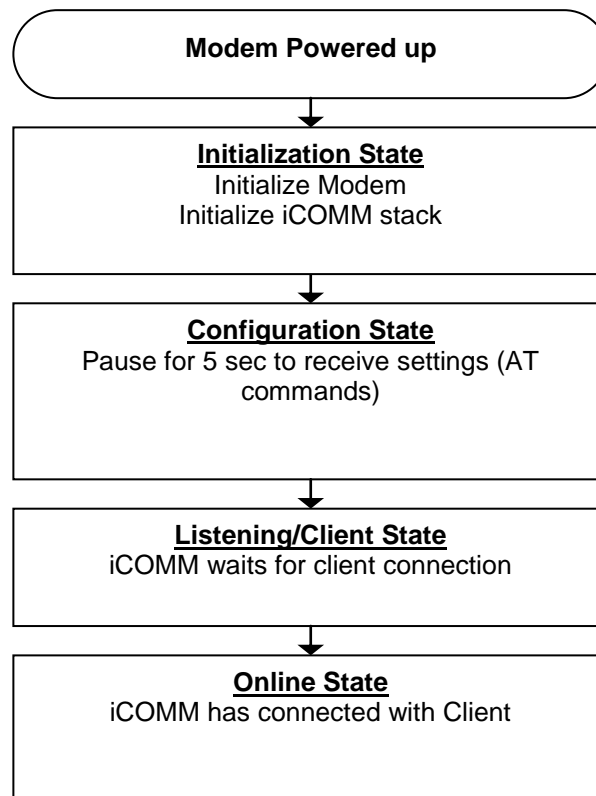 Modem Powered up
Initialization State
Initialize Modem
Initialize iCOMM stack
Configuration State
Pause for 5 sec to receive settings (AT
commands)
Listening/Client State
iCOMM waits for client connection
Online State
iCOMM has connected with Client